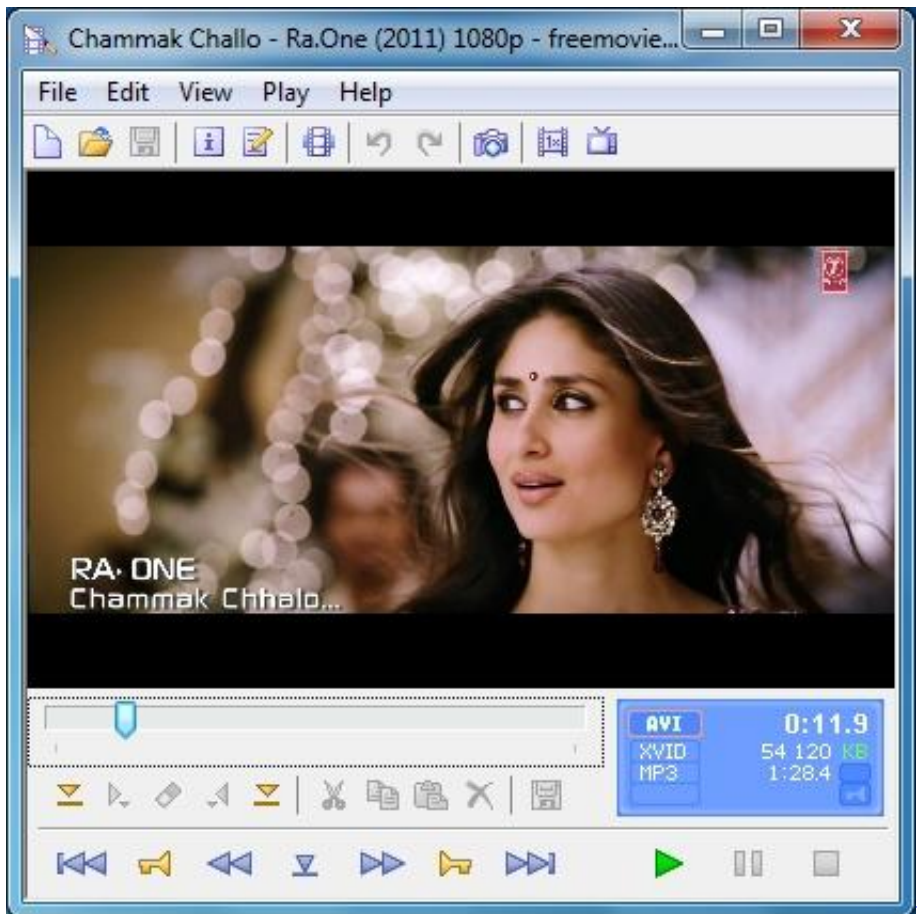 Chammak Challo - Ra.One (2011) 1080p - freemovie...
File Edit View Play Help
1x
RA·ONE
Chammak Chhalo...
AVI 0:11.9
XVID 54 120 KB
MP3 1:28.4